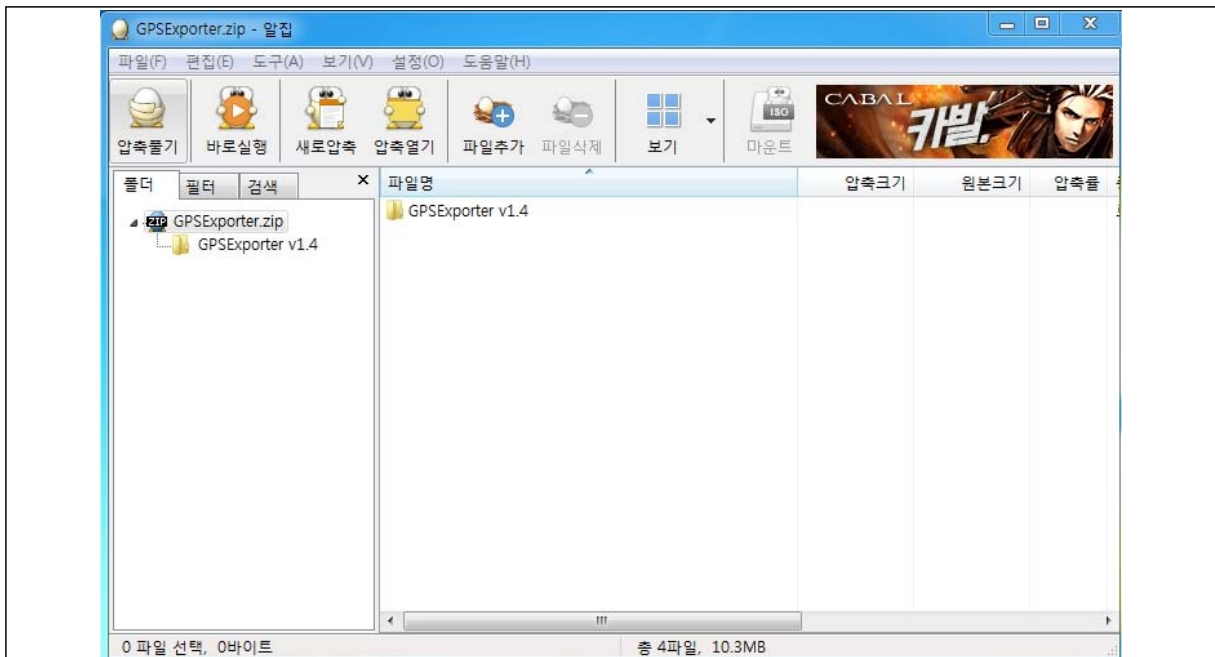 GPSExporter.zip - 알집
파일(F) 편집(E) 도구(A) 보기(V) 설정(O) 도움말(H)
압축풀기 바로실행 새로압축 압축열기 파일추가 파일삭제 보기 마운트
ISO
CABAL
카발.
폴더 필터 검색 X
파일명 압축크기 원본크기 압축률
ZIP GPSExporter.zip
GPSExporter v1.4
GPSExporter v1.4
0 파일 선택, 0바이트
총 4파일, 10.3MB